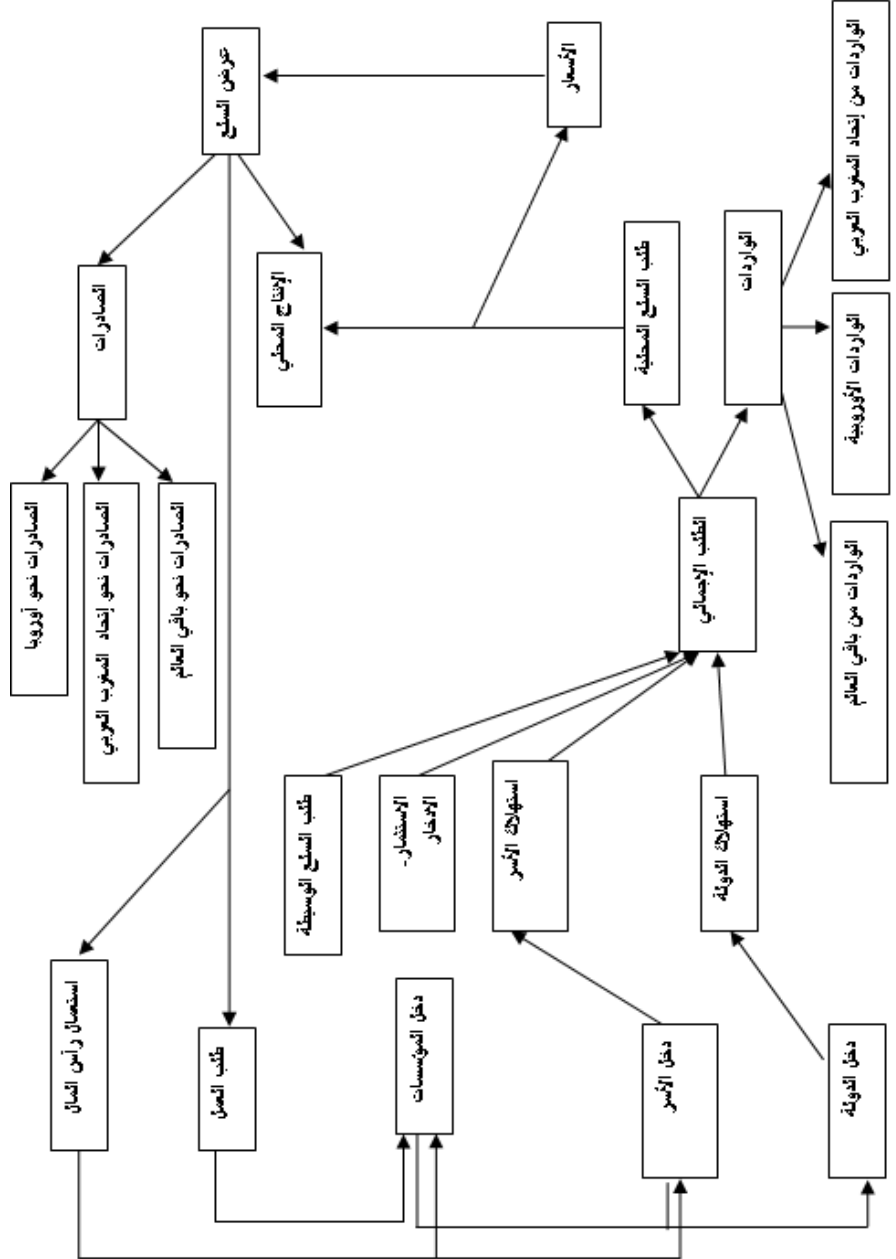 عرض السلع
الأسعار
الواردات من إتحاد المغرب العربي
الصادرات
الإنتاج المحلي
طلب السلع المحلية
الواردات
الواردات الأوروبية
الصادرات نحو أوروبا
الصادرات نحو إتحاد المغرب العربي
الصادرات نحو باقي العالم
الطلب الإجمالي
الواردات من باقي العالم
طلب السلع الوسيطة
الاستثمار-
الادخار
استهلاك الأسر
استهلاك الدولة
استعمال رأس المال
طلب العمل
دخل المؤسسات
دخل الأسر
دخل الدولة